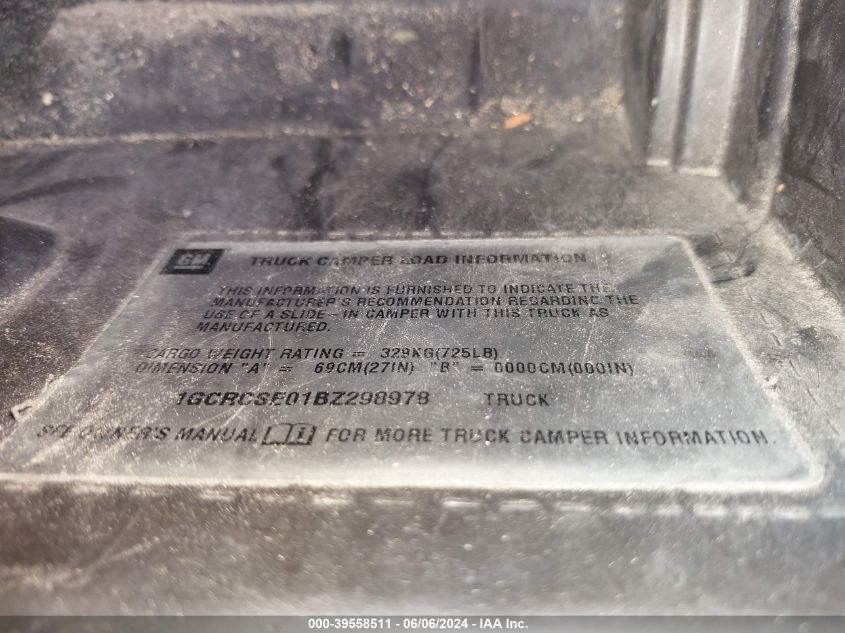 GM TRUCK CAMPER LOAD INFORMATION
THIS INFORMATION IS FURNISHED TO INDICATE THE
MANUFACTURER'S RECOMMENDATION REGARDING THE
USE OF A SLIDE-IN CAMPER WITH THIS TRUCK AS
MANUFACTURED.
CARGO WEIGHT RATING = 329KG(725LB)
DIMENSION "A" = 69CM(27IN) "B" = 0000CM(000IN)
1GCRCSE01BZ298978 TRUCK
SEE OWNER'S MANUAL FOR MORE TRUCK CAMPER INFORMATION.
000-39558511 - 06/06/2024 - IAA Inc.